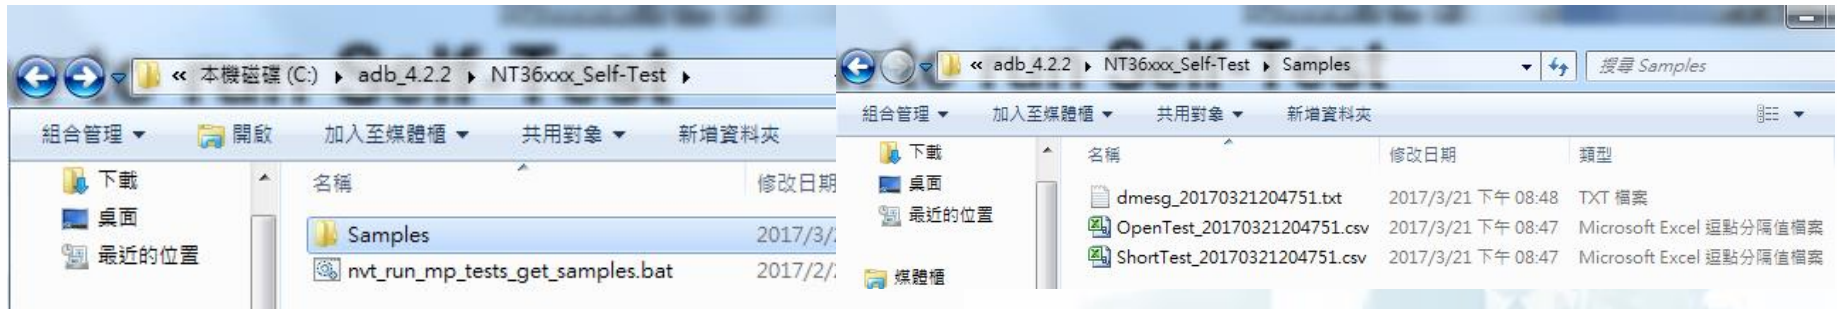 « 本機磁碟 (C:) ▸ adb_4.2.2 ▸ NT36xxx_Self-Test ▸
組合管理 ▼ 開啟 加入至媒體櫃 ▼ 共用對象 ▼ 新增資料夾
下載
桌面
最近的位置
名稱 修改日期
Samples 2017/3/
nvt_run_mp_tests_get_samples.bat 2017/2/
« adb_4.2.2 ▸ NT36xxx_Self-Test ▸ Samples
搜尋 Samples
組合管理 ▼ 加入至媒體櫃 ▼ 共用對象 ▼ 新增資料夾
下載
桌面
最近的位置
媒體櫃
名稱 修改日期 類型
dmesg_20170321204751.txt 2017/3/21 下午 08:48 TXT 檔案
OpenTest_20170321204751.csv 2017/3/21 下午 08:47 Microsoft Excel 逗點分隔值檔案
ShortTest_20170321204751.csv 2017/3/21 下午 08:47 Microsoft Excel 逗點分隔值檔案